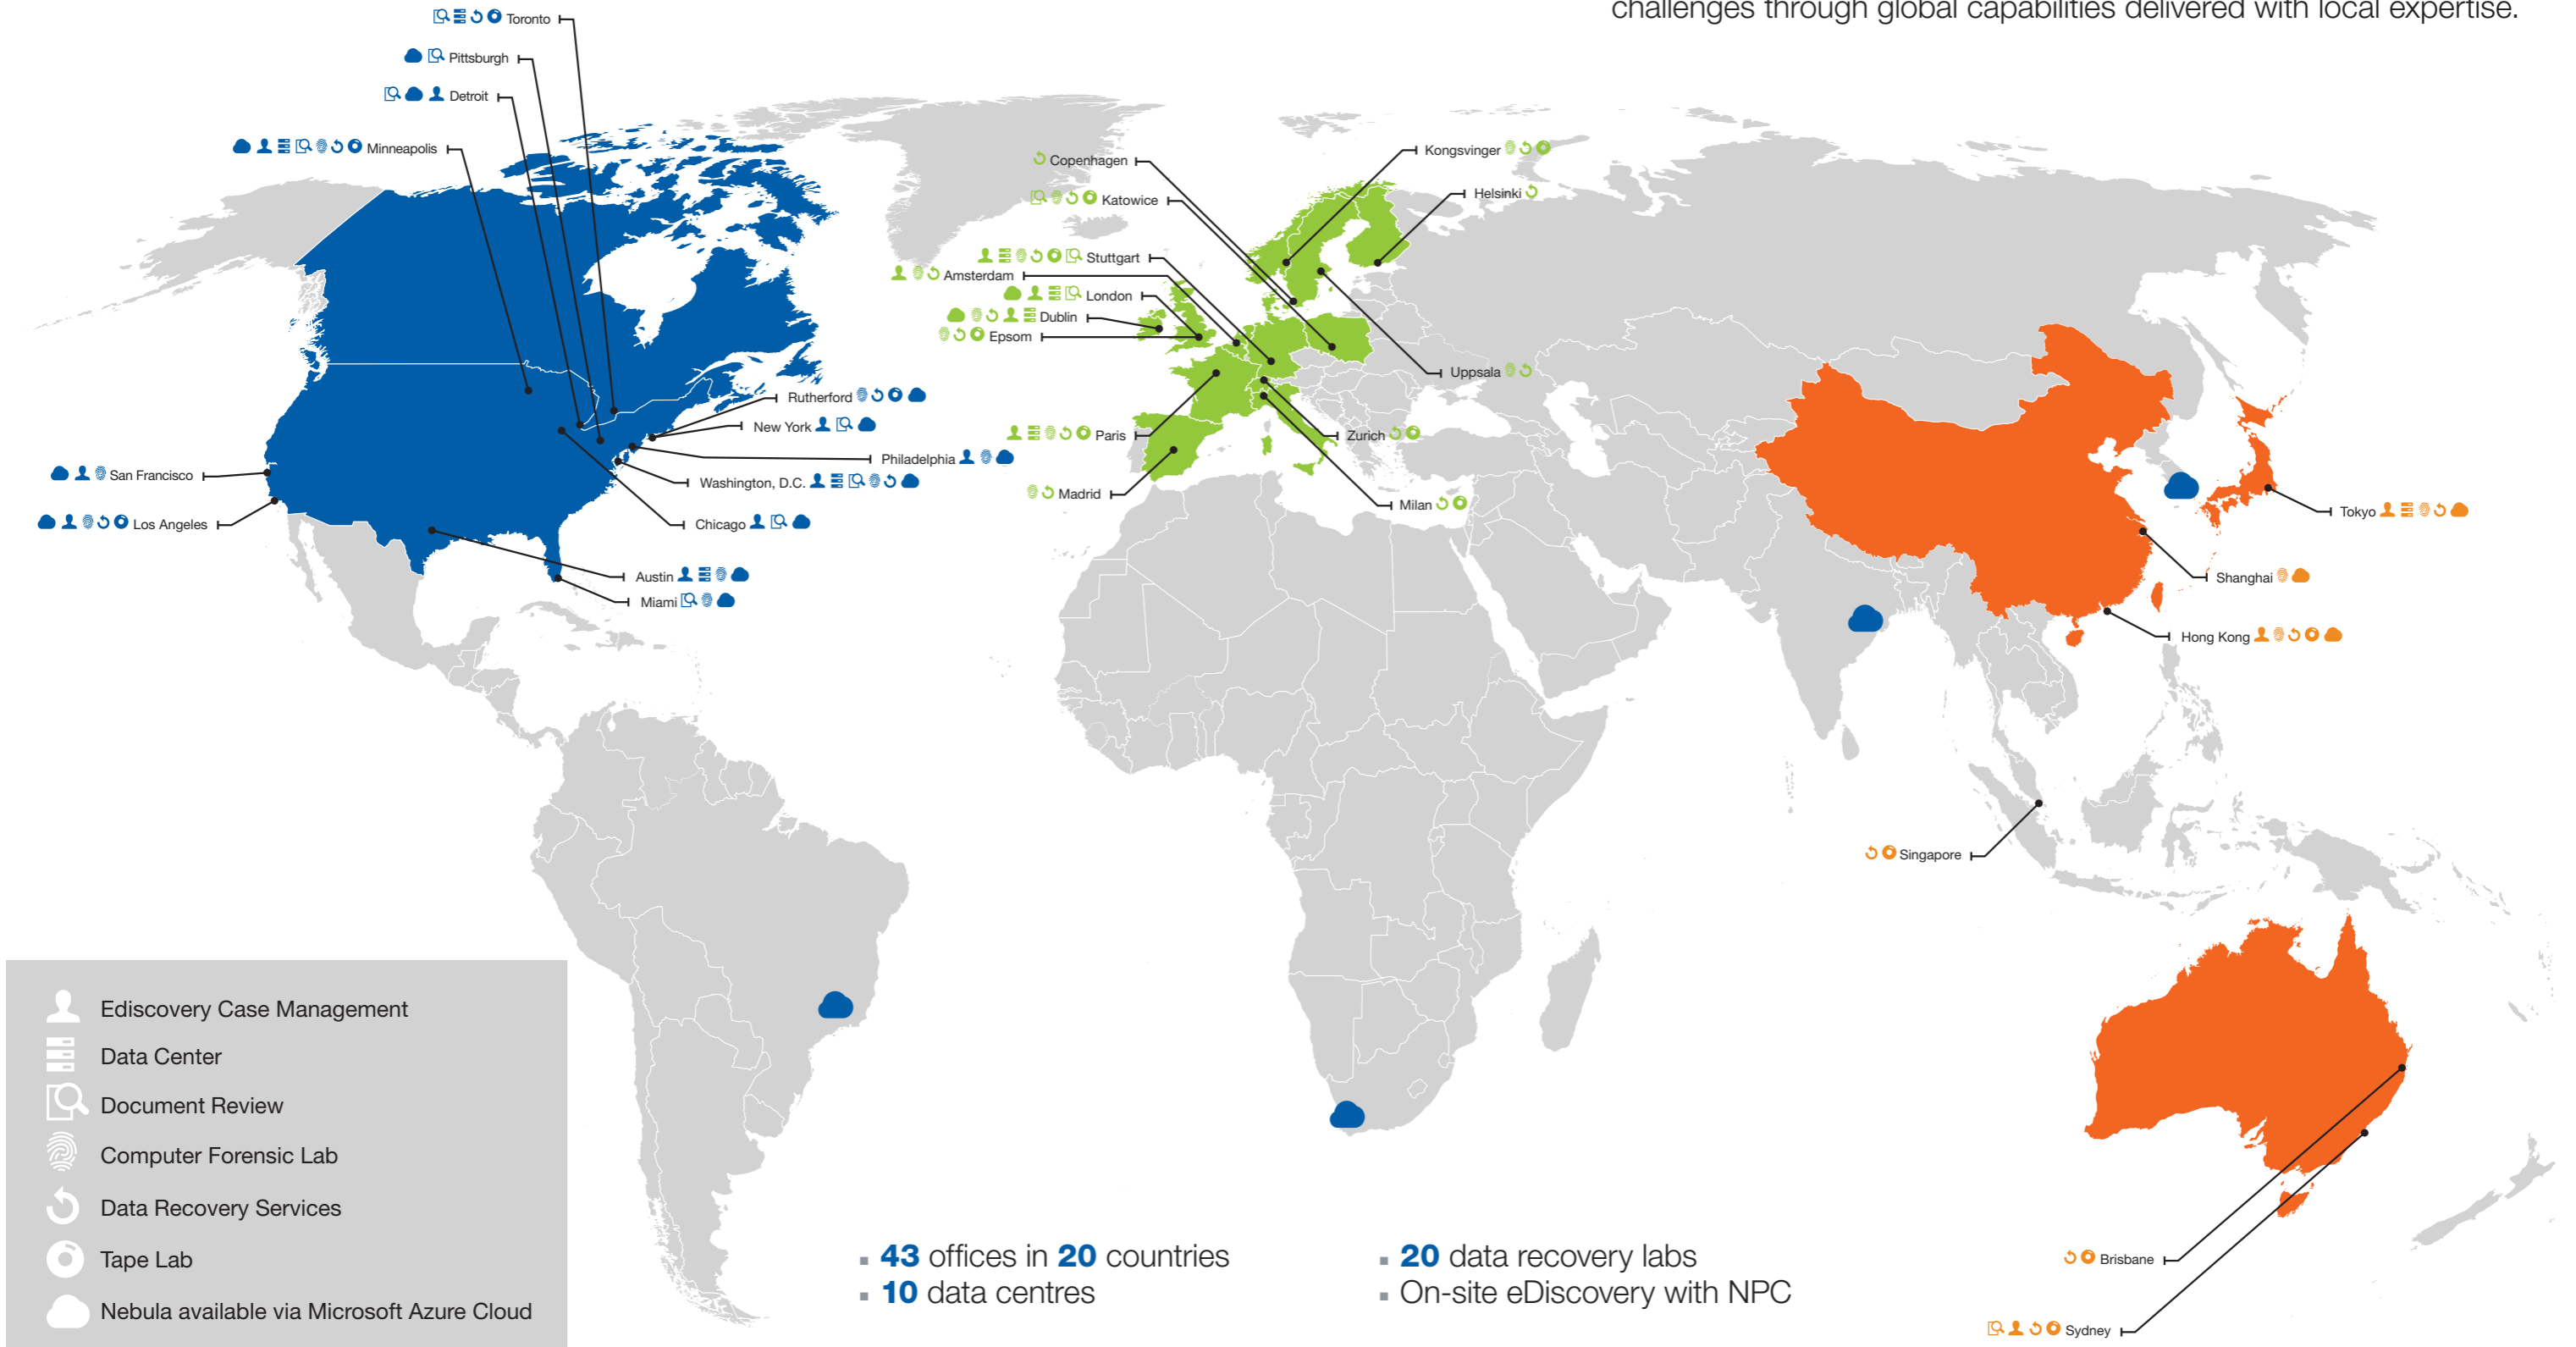 challenges through global capabilities delivered with local expertise.
Toronto
Pittsburgh
Detroit
Minneapolis
San Francisco
Los Angeles
Rutherford
New York
Philadelphia
Washington, D.C.
Chicago
Austin
Miami
Copenhagen
Katowice
Stuttgart
Amsterdam
London
Dublin
Epsom
Paris
Madrid
Kongsvinger
Helsinki
Uppsala
Zurich
Milan
Tokyo
Shanghai
Hong Kong
Singapore
Brisbane
Sydney
Ediscovery Case Management
Data Center
Document Review
Computer Forensic Lab
Data Recovery Services
Tape Lab
Nebula available via Microsoft Azure Cloud
43 offices in 20 countries
10 data centres
20 data recovery labs
On-site eDiscovery with NPC